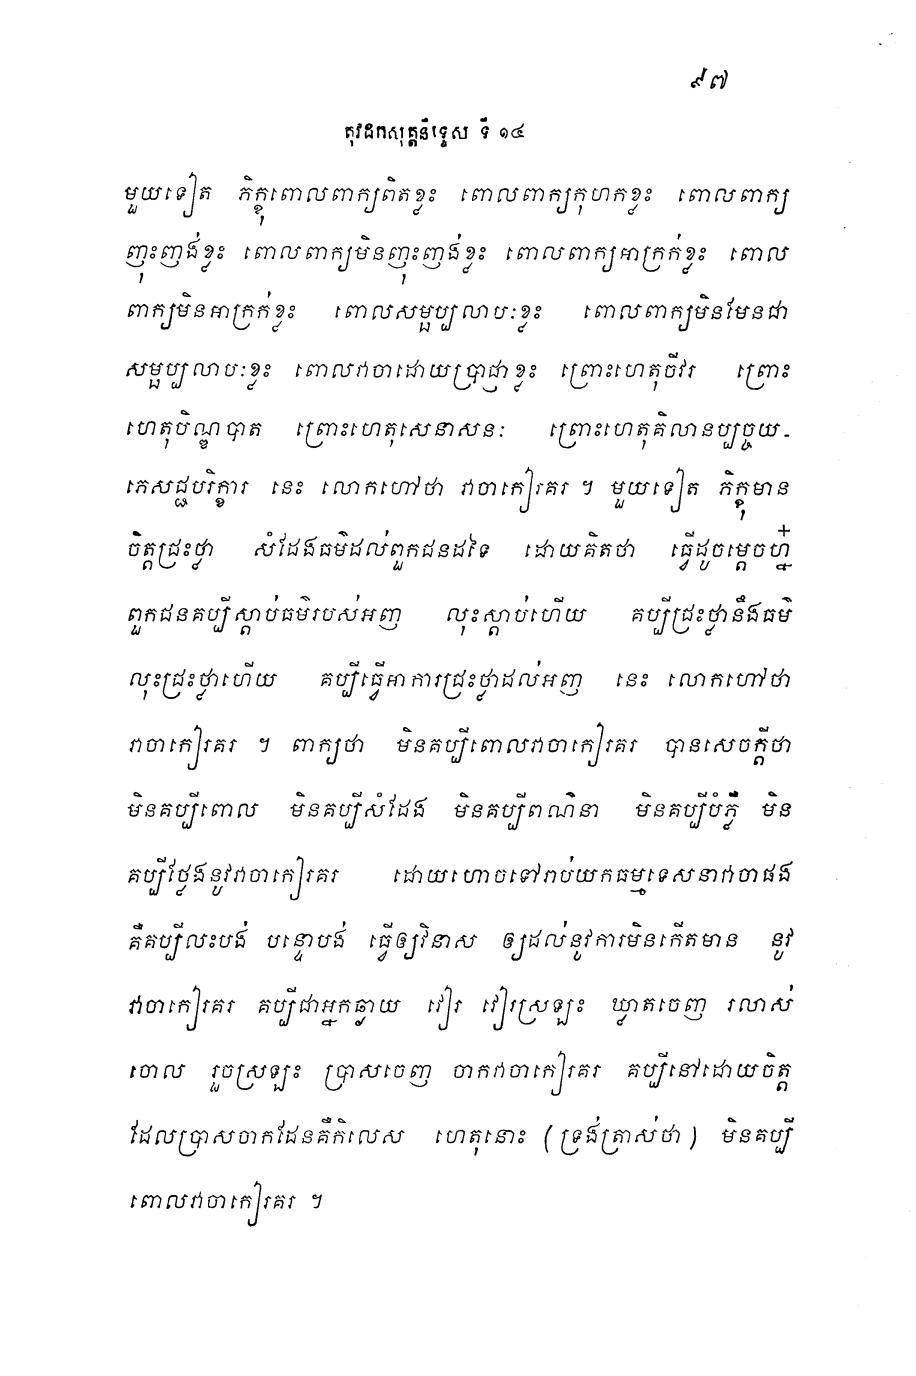 ៩៧
តុវដកសុត្តនិទ្ទេស ទី ១៤
មួយទៀត ភិក្ខុពោលពាក្យពិតខ្លះ ពោលពាក្យកុហកខ្លះ ពោលពាក្យ
ញុះញង់ខ្លះ ពោលពាក្យមិនញុះញង់ខ្លះ ពោលពាក្យអាក្រក់ខ្លះ ពោល
ពាក្យមិនអាក្រក់ខ្លះ ពោលសម្ផប្បលាបៈខ្លះ ពោលពាក្យមិនមែនជា
សម្ផប្បលាបៈខ្លះ ពោលវាចាដោយប្រាជ្ញាខ្លះ ព្រោះហេតុចីវរ ព្រោះ
ហេតុបិណ្ឌបាត ព្រោះហេតុសេនាសនៈ ព្រោះហេតុគិលានប្បច្ចយ-
ភេសជ្ជបរិក្ខារ នេះ លោកហៅថា វាចាកៀរគរ ។ មួយទៀត ភិក្ខុមាន
ចិត្តជ្រះថ្លា សំដែងធម៌ដល់ពួកជនដទៃ ដោយគិតថា ធ្វើដូចម្តេចហ្ន៎
ពួកជនគប្បីស្តាប់ធម៌របស់អញ លុះស្តាប់ហើយ គប្បីជ្រះថ្លានឹងធម៌
លុះជ្រះថ្លាហើយ គប្បីធ្វើអាការជ្រះថ្លាដល់អញ នេះ លោកហៅថា
វាចាកៀរគរ ។ ពាក្យថា មិនគប្បីពោលវាចាកៀរគរ បានសេចក្តីថា
មិនគប្បីពោល មិនគប្បីសំដែង មិនគប្បីពណ៌នា មិនគប្បីបំភ្លឺ មិន
គប្បីថ្លែងនូវវាចាកៀរគរ ដោយហោចទៅរាប់យកធម្មទេសនាវាចាផង
គឺគប្បីលះបង់ បន្ទោបង់ ធ្វើឲ្យវិនាស ឲ្យដល់នូវការមិនកើតមាន នូវ
វាចាកៀរគរ គប្បីជាអ្នកឆ្ងាយ វៀរ វៀរស្រឡះ ឃ្លាតចេញ រលាស់
ចោល រួចស្រឡះ ប្រាសចេញ ចាកវាចាកៀរគរ គប្បីនៅដោយចិត្ត
ដែលប្រាសចាកដែនគឺកិលេស ហេតុនោះ (ទ្រង់ត្រាស់ថា) មិនគប្បី
ពោលវាចាកៀរគរ ។